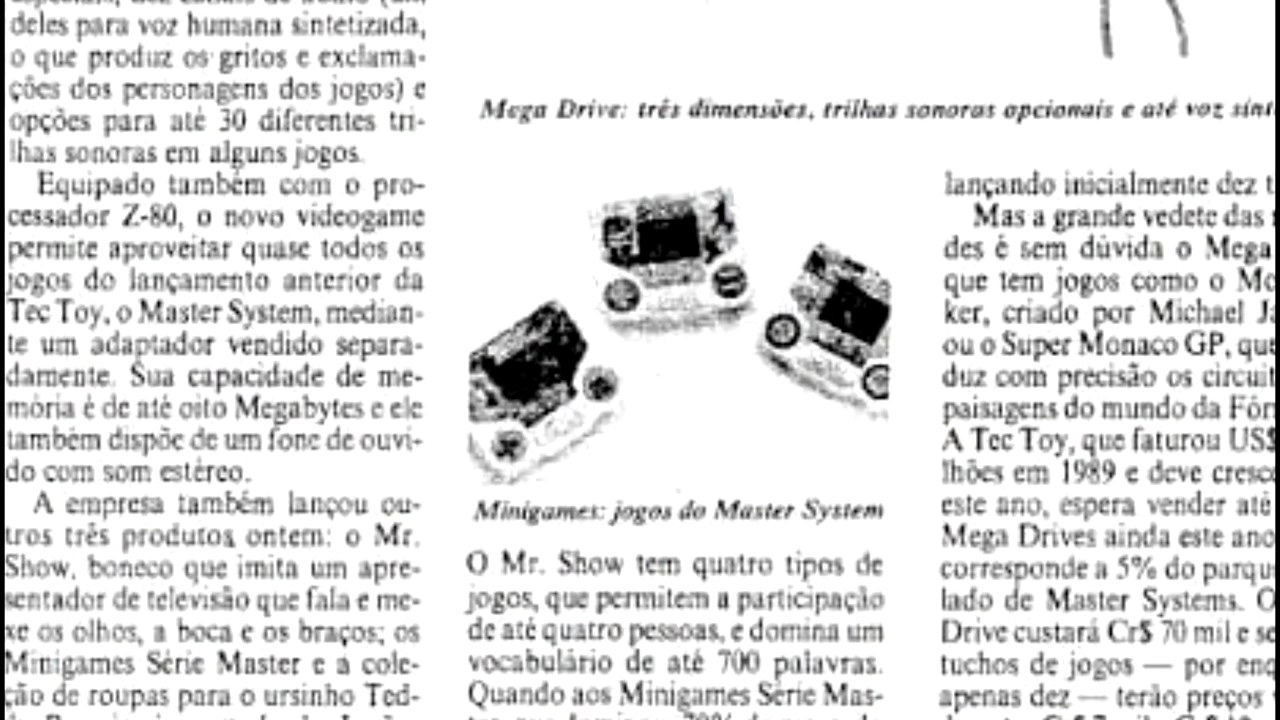 deles para voz humana sintetizada,
o que produz os gritos e exclama-
ções dos personagens dos jogos) e
opções para até 30 diferentes tri-
lhas sonoras em alguns jogos.
Equipado também com o pro-
cessador Z-80, o novo videogame
permite aproveitar quase todos os
jogos do lançamento anterior da
Tec Toy, o Master System, median-
te um adaptador vendido separa-
damente. Sua capacidade de me-
mória é de até oito Megabytes e ele
também dispõe de um fone de ouvi-
do com som estéreo.
A empresa também lançou ou-
tros três produtos ontem: o Mr.
Show, boneco que imita um apre-
sentador de televisão que fala e me-
xe os olhos, a boca e os braços; os
Minigames Série Master e a cole-
ção de roupas para o ursinho Ted-
Mega Drive: três dimensões, trilhas sonoras opcionais e até voz sint
Minigames: jogos do Master System
O Mr. Show tem quatro tipos de
jogos, que permitem a participação
de até quatro pessoas, e domina um
vocabulário de até 700 palavras.
Quando aos Minigames Série Mas-
lançando inicialmente dez t
Mas a grande vedete das
des é sem dúvida o Mega
que tem jogos como o Mo
ker, criado por Michael Ja
ou o Super Monaco GP, que
duz com precisão os circuit
paisagens do mundo da Fór
A Tec Toy, que faturou US$
lhões em 1989 e deve cresce
este ano, espera vender até
Mega Drives ainda este ano
corresponde a 5% do parqu
lado de Master Systems. O
Drive custará Cr$ 70 mil e se
tuchos de jogos — por enq
apenas dez — terão preços